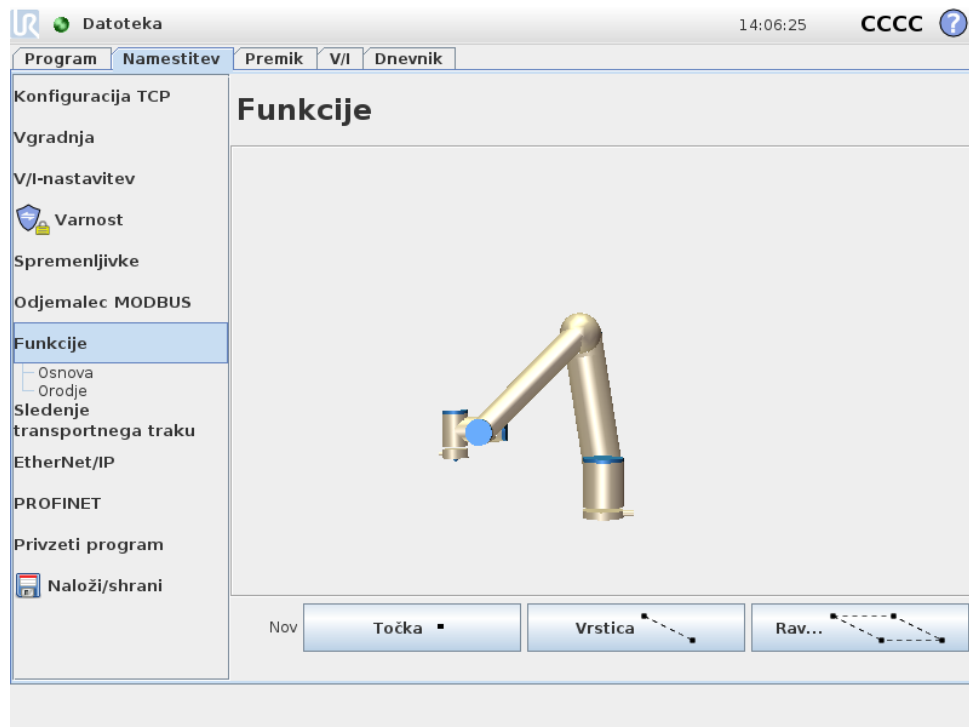 UR Datoteka 14:06:25 CCCC ?
Program Namestitev Premik V/I Dnevnik
Konfiguracija TCP
Vgradnja
V/I-nastavitev
Varnost
Spremenljivke
Odjemalec MODBUS
Funkcije
Osnova
Orodje
Sledenje
transportnega traku
EtherNet/IP
PROFINET
Privzeti program
Naloži/shrani
Funkcije
Nov Točka Vrstica Rav...